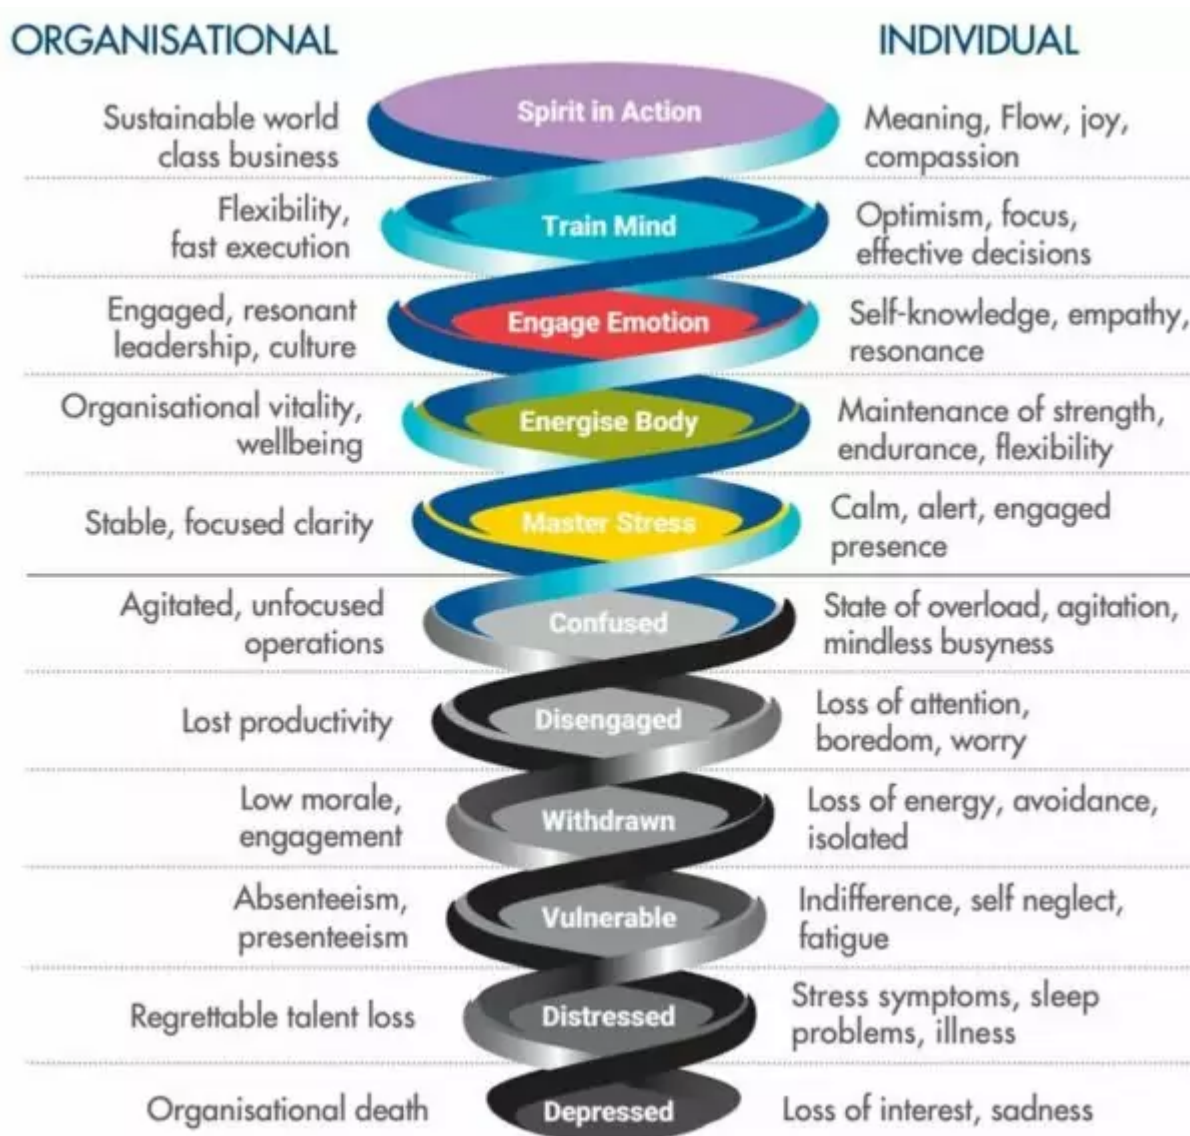 ORGANISATIONAL
INDIVIDUAL
Sustainable world
class business
Spirit in Action
Meaning, Flow, joy,
compassion
Flexibility,
fast execution
Train Mind
Optimism, focus,
effective decisions
Engaged, resonant
leadership, culture
Engage Emotion
Self-knowledge, empathy,
resonance
Organisational vitality,
wellbeing
Energise Body
Maintenance of strength,
endurance, flexibility
Stable, focused clarity
Master Stress
Calm, alert, engaged
presence
Agitated, unfocused
operations
Confused
State of overload, agitation,
mindless busyness
Lost productivity
Disengaged
Loss of attention,
boredom, worry
Low morale,
engagement
Withdrawn
Loss of energy, avoidance,
isolated
Absenteeism,
presenteeism
Vulnerable
Indifference, self neglect,
fatigue
Regrettable talent loss
Distressed
Stress symptoms, sleep
problems, illness
Organisational death
Depressed
Loss of interest, sadness